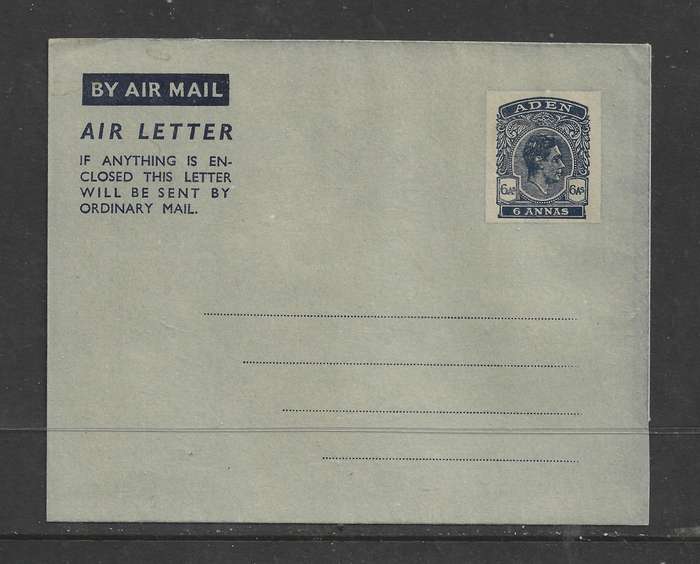 BY AIR MAIL
AIR LETTER
IF ANYTHING IS EN-
CLOSED THIS LETTER
WILL BE SENT BY
ORDINARY MAIL.
ADEN
6As 6As
6 ANNAS